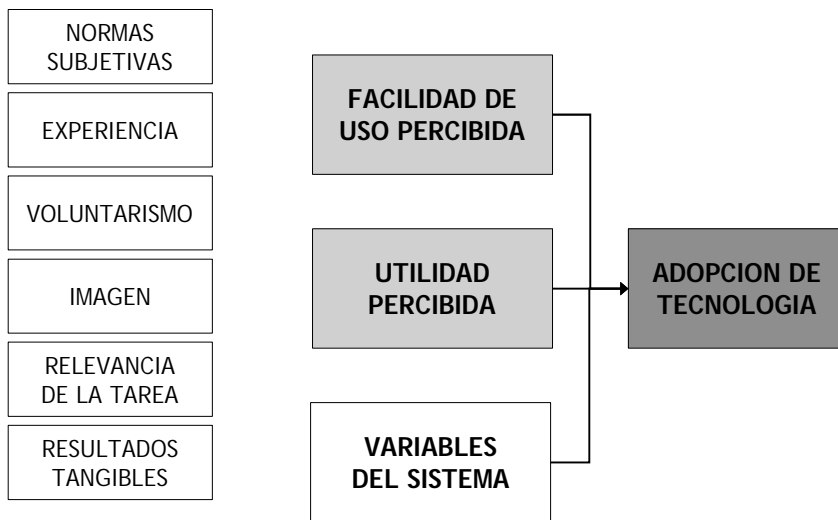 NORMAS
SUBJETIVAS
EXPERIENCIA
VOLUNTARISMO
IMAGEN
RELEVANCIA
DE LA TAREA
RESULTADOS
TANGIBLES
FACILIDAD DE
USO PERCIBIDA
UTILIDAD
PERCIBIDA
VARIABLES
DEL SISTEMA
ADOPCION DE
TECNOLOGIA